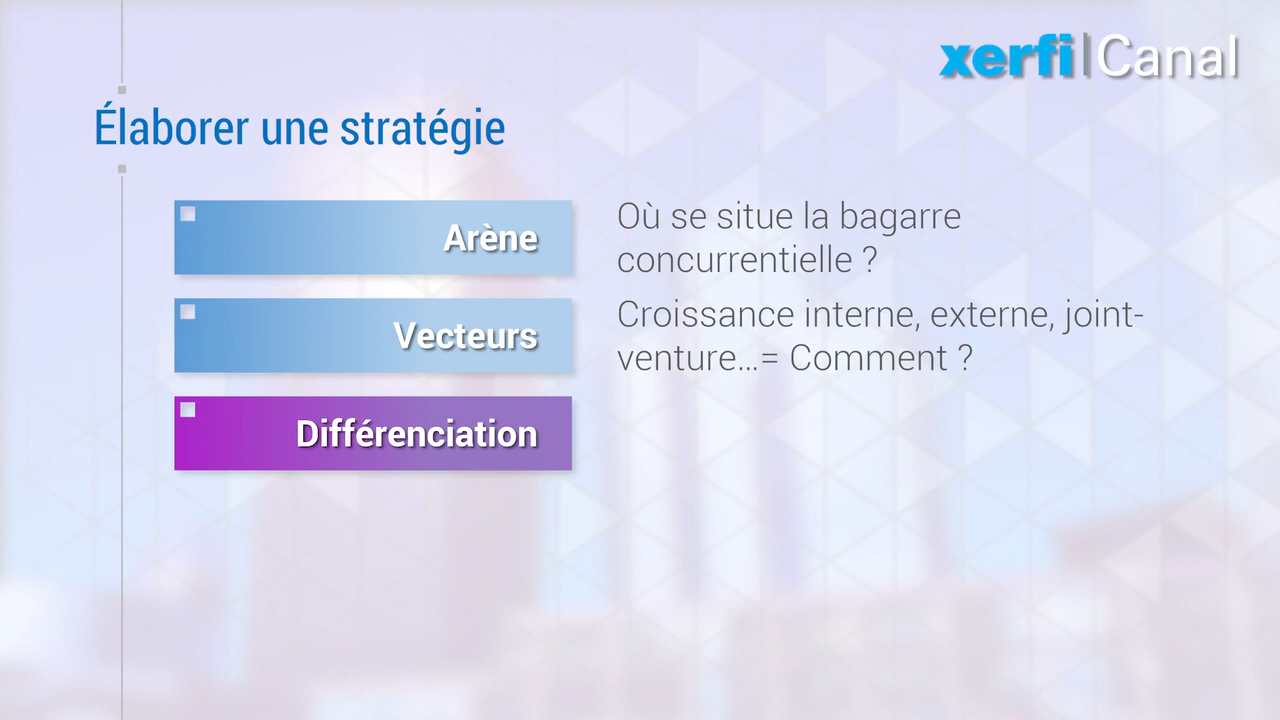 xerfi|Canal
Élaborer une stratégie
Arène
Où se situe la bagarre
concurrentielle ?
Vecteurs
Croissance interne, externe, joint-
venture...= Comment ?
Différenciation